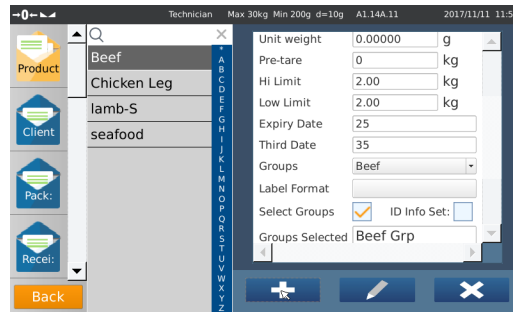 →0← Technician Max 30kg Min 200g d=10g A1.14A.11 2017/11/11 11:5
Product
Client
Pack:
Recei:
Back
Beef
Chicken Leg
lamb-S
seafood
*
A
B
C
D
E
F
G
H
I
J
K
L
M
N
O
P
Q
R
S
T
U
V
W
X
Y
Z
Unit weight 0.00000 g
Pre-tare 0 kg
Hi Limit 2.00 kg
Low Limit 2.00 kg
Expiry Date 25
Third Date 35
Groups Beef
Label Format
Select Groups ID Info Set:
Groups Selected Beef Grp